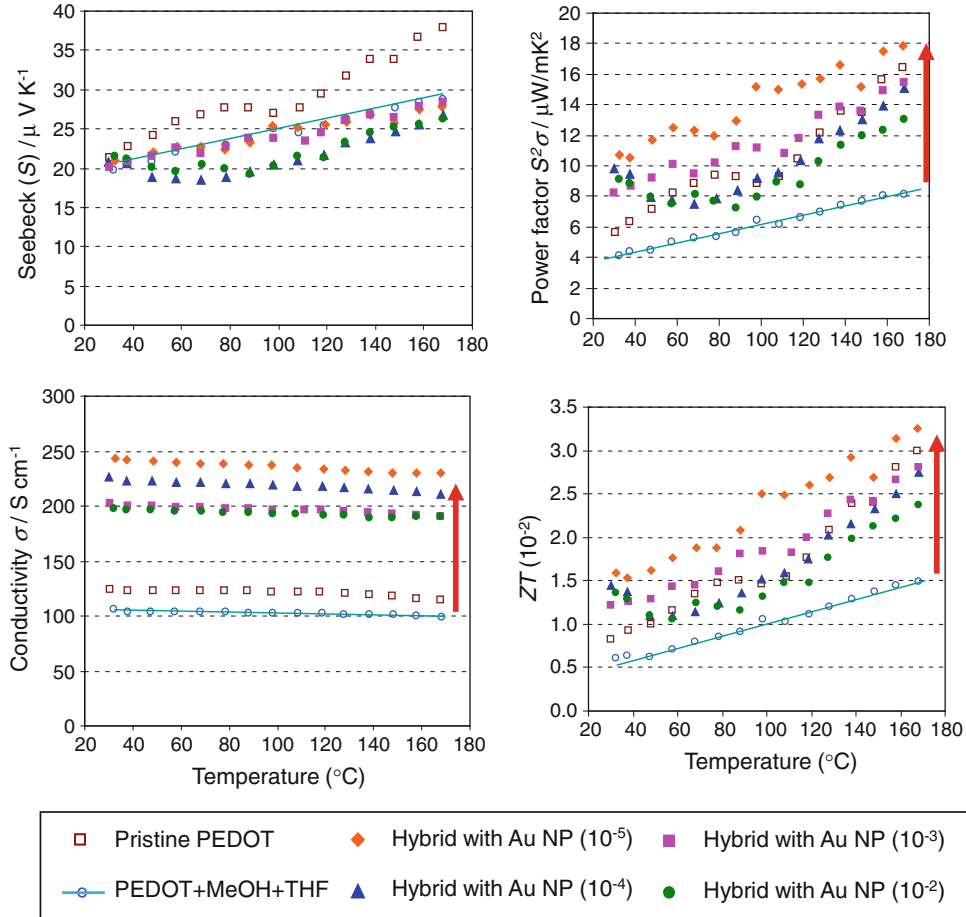 Seebeck (S) / μ V K-1
40
35
30
25
20
15
10
5
0
20 40 60 80 100 120 140 160 180
Power factor S2σ / μW/mK2
20
18
16
14
12
10
8
6
4
2
0
20 40 60 80 100 120 140 160 180
Conductivity σ / S cm-1
300
250
200
150
100
50
0
20 40 60 80 100 120 140 160 180
Temperature (°C)
ZT (10-2)
3.5
3.0
2.5
2.0
1.5
1.0
0.5
0.0
20 40 60 80 100 120 140 160 180
Temperature (°C)
Pristine PEDOT Hybrid with Au NP (10-5) Hybrid with Au NP (10-3)
PEDOT+MeOH+THF Hybrid with Au NP (10-4) Hybrid with Au NP (10-2)